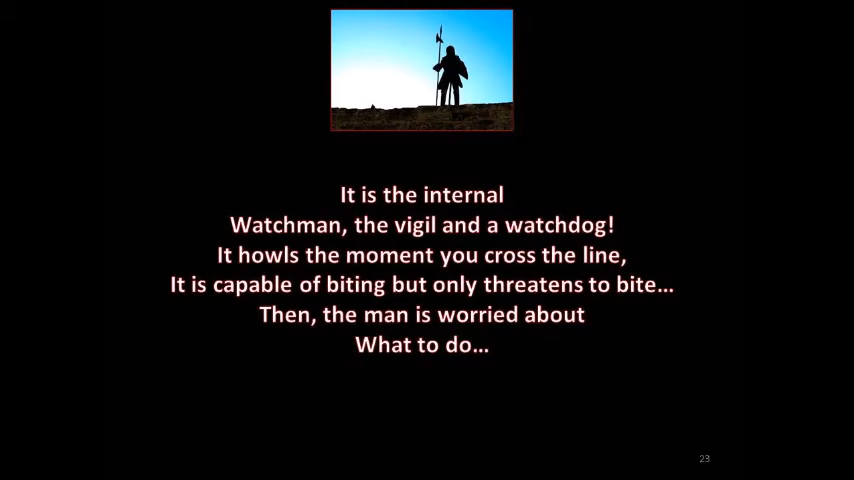 It is the internal
Watchman, the vigil and a watchdog!
It howls the moment you cross the line,
It is capable of biting but only threatens to bite…
Then, the man is worried about
What to do…
23